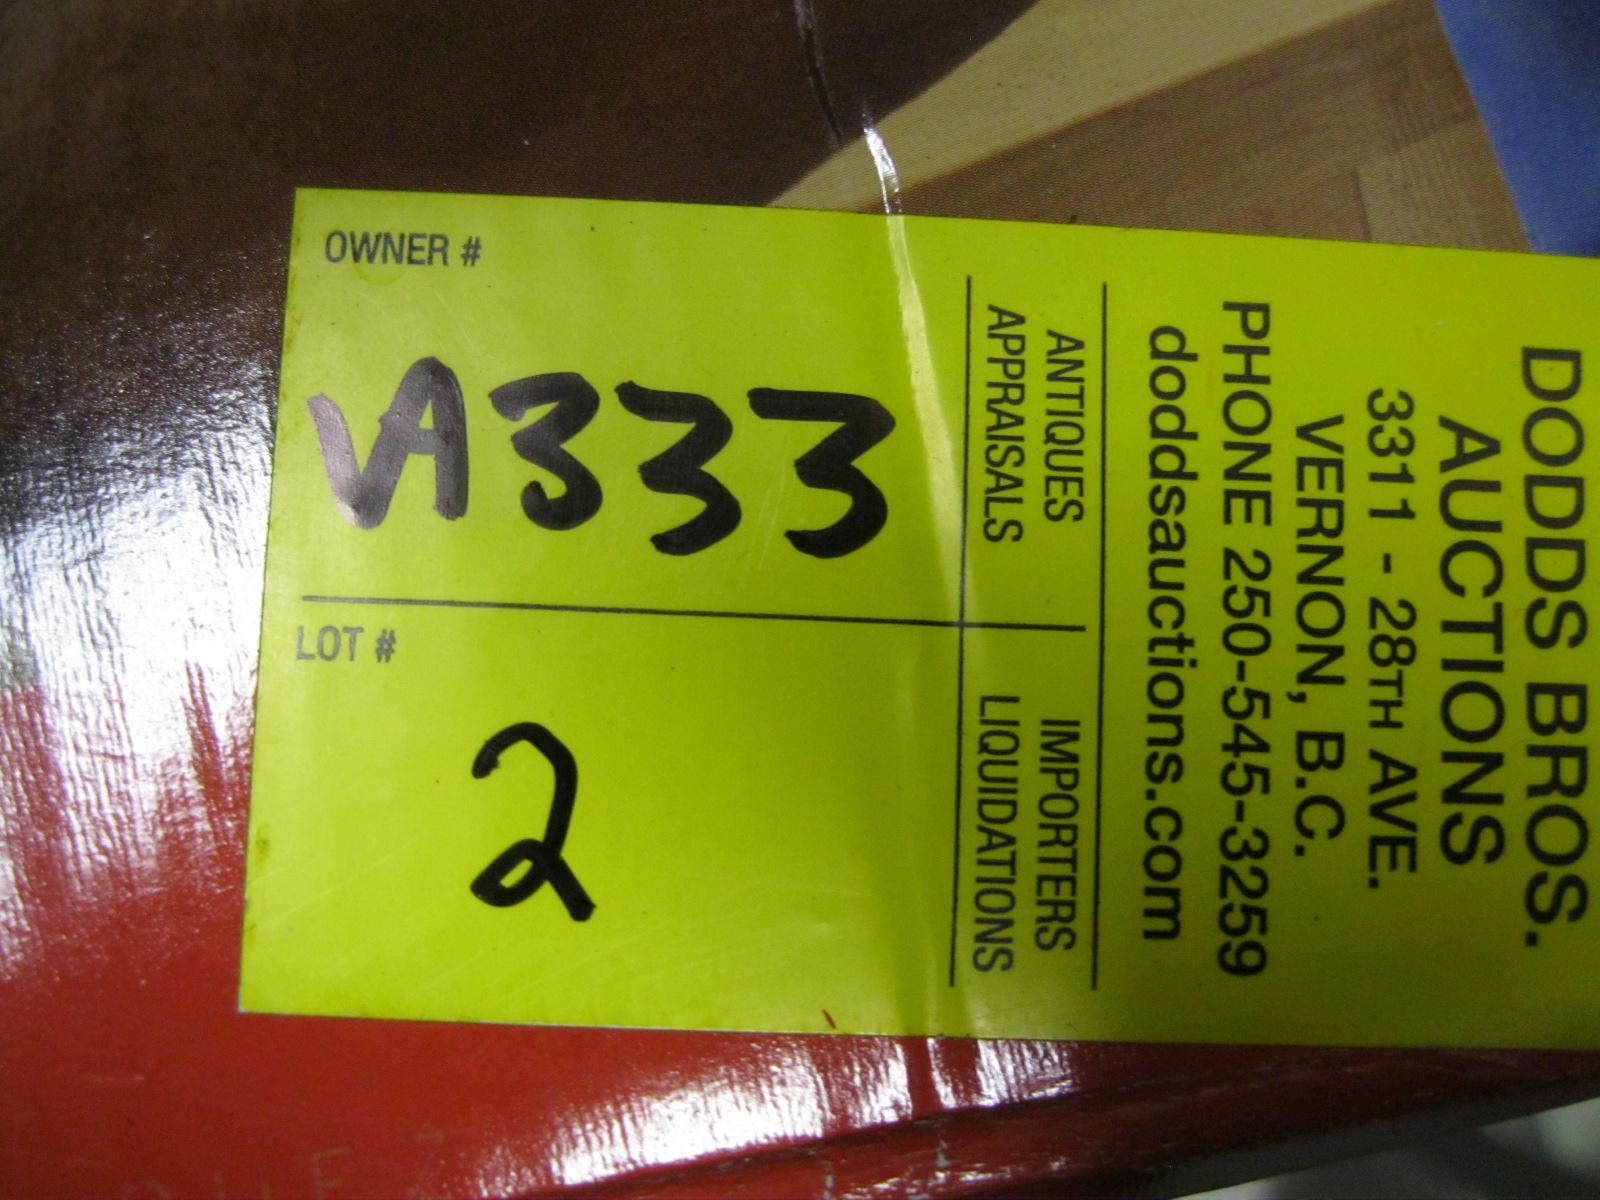 DODDS BROS.
AUCTIONS
3311 - 28TH AVE.
VERNON, B.C.
PHONE 250-545-3259
doddsauctions.com
ANTIQUES
APPRAISALS
IMPORTERS
LIQUIDATIONS
OWNER #
VA333
LOT #
2